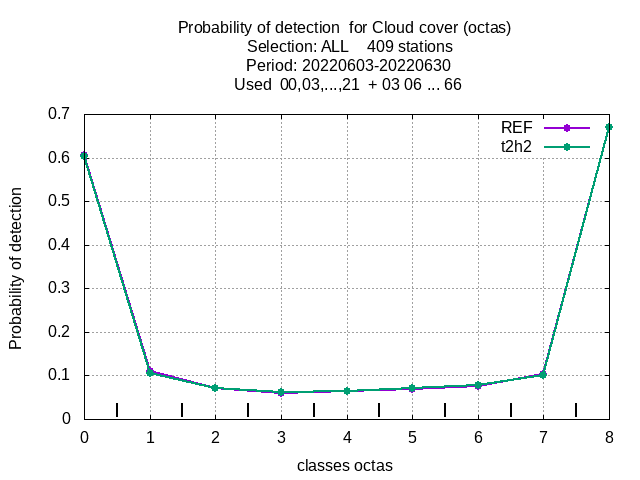 Probability of detection  for Cloud cover (octas)
Selection: ALL    409 stations
Period: 20220603-20220630
Used  00,03,...,21  + 03 06 ... 66
REF
t2h2
0.7
0.6
0.5
0.4
0.3
0.2
0.1
0
Probability of detection
0 1 2 3 4 5 6 7 8
classes octas